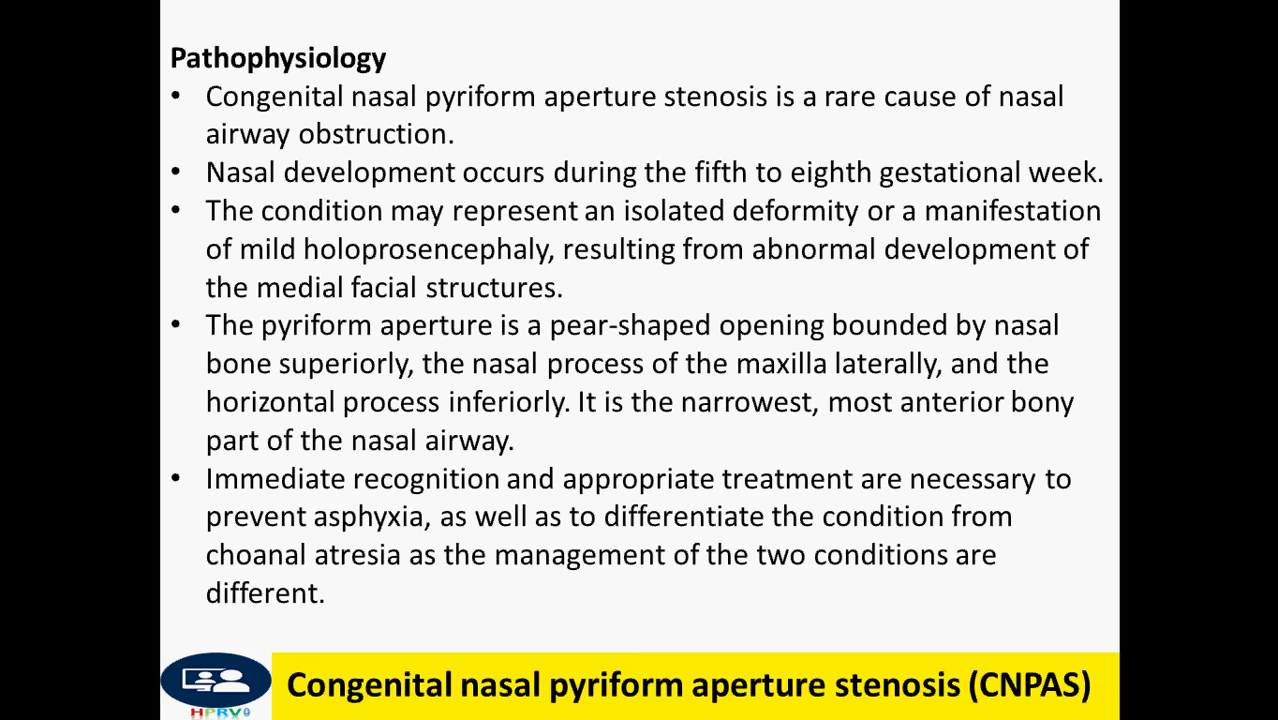 Pathophysiology
• Congenital nasal pyriform aperture stenosis is a rare cause of nasal
airway obstruction.
• Nasal development occurs during the fifth to eighth gestational week.
• The condition may represent an isolated deformity or a manifestation
of mild holoprosencephaly, resulting from abnormal development of
the medial facial structures.
• The pyriform aperture is a pear-shaped opening bounded by nasal
bone superiorly, the nasal process of the maxilla laterally, and the
horizontal process inferiorly. It is the narrowest, most anterior bony
part of the nasal airway.
• Immediate recognition and appropriate treatment are necessary to
prevent asphyxia, as well as to differentiate the condition from
choanal atresia as the management of the two conditions are
different.
Congenital nasal pyriform aperture stenosis (CNPAS)